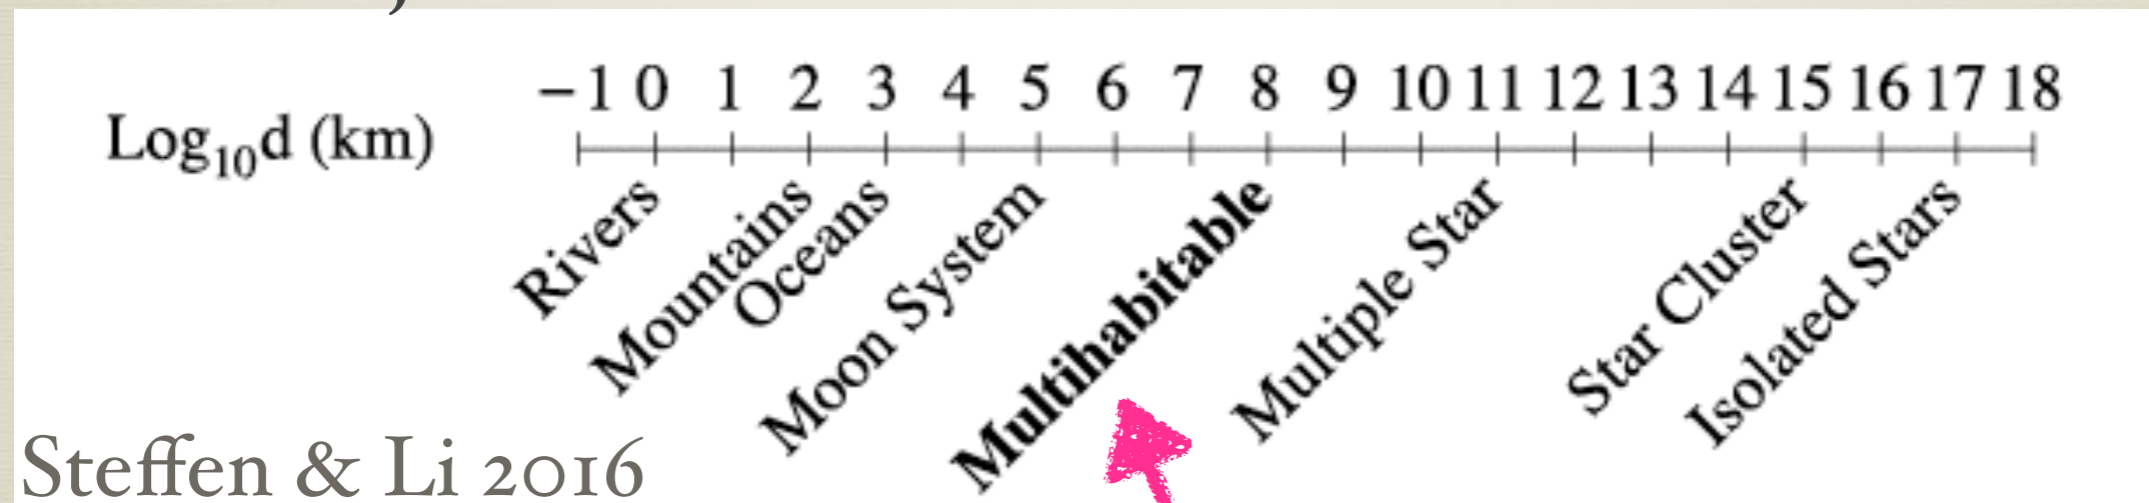 −1 0 1 2 3 4 5 6 7 8 9 10 11 12 13 14 15 16 17 18
Log₁₀d (km)
Rivers
Mountains
Oceans
Moon System
Multihabitable
Multiple Star
Star Cluster
Isolated Stars
Steffen & Li 2016